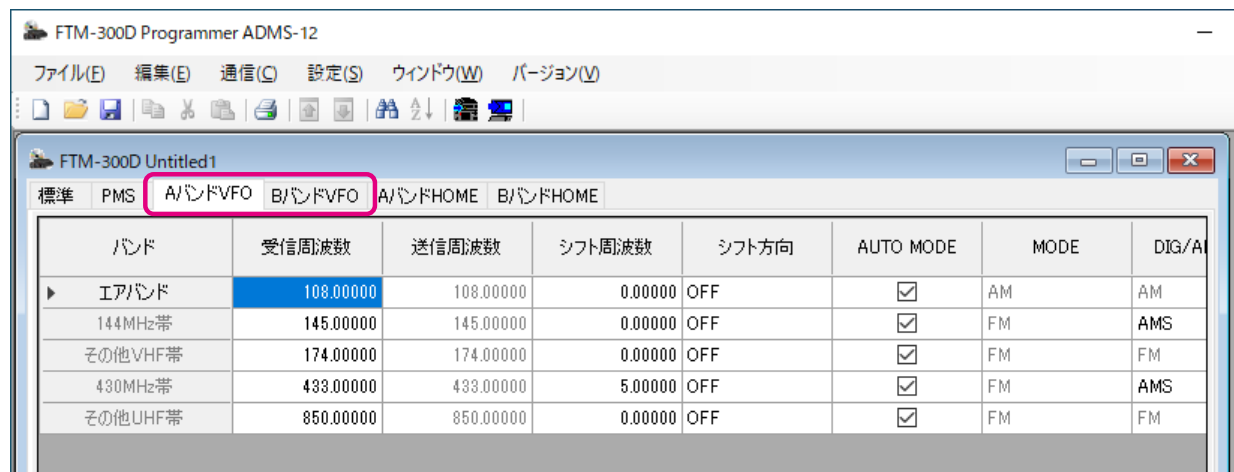 FTM-300D Programmer ADMS-12
ファイル(F) 編集(E) 通信(C) 設定(S) ウィンドウ(W) バージョン(V)
FTM-300D Untitled1
標準 PMS AバンドVFO BバンドVFO AバンドHOME BバンドHOME
バンド 受信周波数 送信周波数 シフト周波数 シフト方向 AUTO MODE MODE DIG/A
エアバンド 108.00000 108.00000 0.00000 OFF AM AM
144MHz帯 145.00000 145.00000 0.00000 OFF FM AMS
その他VHF帯 174.00000 174.00000 0.00000 OFF FM FM
430MHz帯 433.00000 433.00000 5.00000 OFF FM AMS
その他UHF帯 850.00000 850.00000 0.00000 OFF FM FM